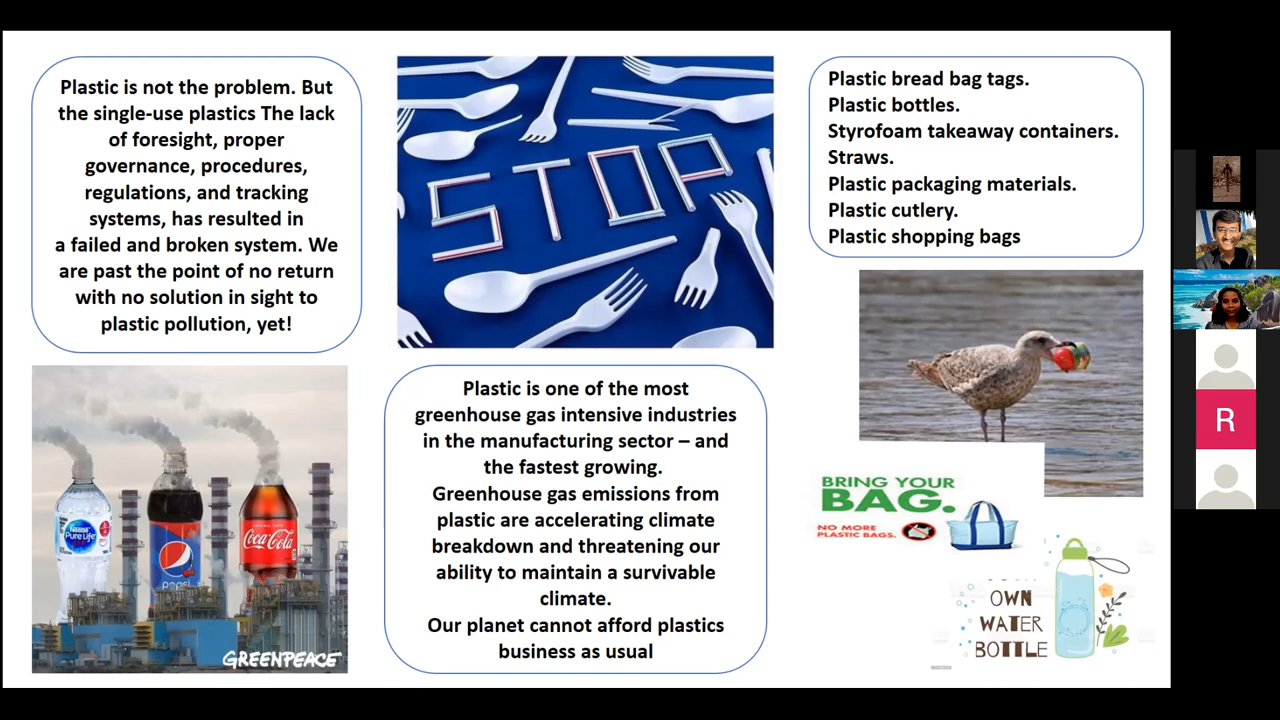 Plastic is not the problem. But
the single-use plastics The lack
of foresight, proper
governance, procedures,
regulations, and tracking
systems, has resulted in
a failed and broken system. We
are past the point of no return
with no solution in sight to
plastic pollution, yet!
STOP!
Plastic bread bag tags.
Plastic bottles.
Styrofoam takeaway containers.
Straws.
Plastic packaging materials.
Plastic cutlery.
Plastic shopping bags
Nestle
Pure Life
pepsi
Coca-Cola
GREENPEACE
Plastic is one of the most
greenhouse gas intensive industries
in the manufacturing sector – and
the fastest growing.
Greenhouse gas emissions from
plastic are accelerating climate
breakdown and threatening our
ability to maintain a survivable
climate.
Our planet cannot afford plastics
business as usual
BRING YOUR
BAG.
NO MORE
PLASTIC BAGS.
OWN
WATER
BOTTLE
R